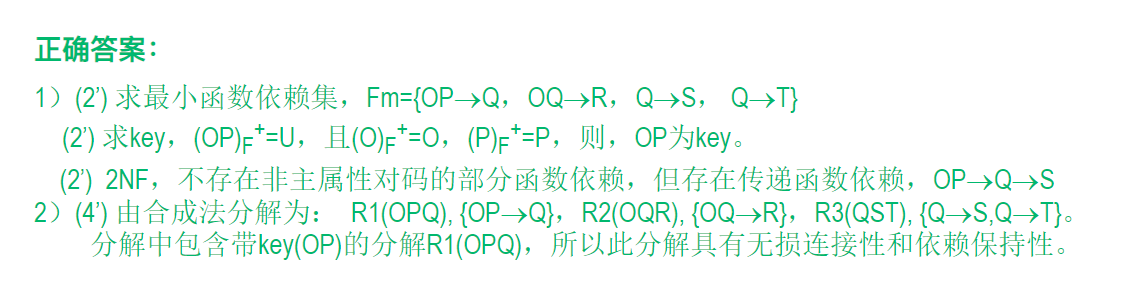 正确答案：
1）(2’) 求最小函数依赖集，Fm={OP→Q，OQ→R，Q→S， Q→T}
(2’) 求key，(OP)F+=U，且(O)F+=O，(P)F+=P，则，OP为key。
(2’) 2NF，不存在非主属性对码的部分函数依赖，但存在传递函数依赖，OP→Q→S
2）(4’) 由合成法分解为： R1(OPQ), {OP→Q}，R2(OQR), {OQ→R}，R3(QST), {Q→S,Q→T}。
分解中包含带key(OP)的分解R1(OPQ)，所以此分解具有无损连接性和依赖保持性。